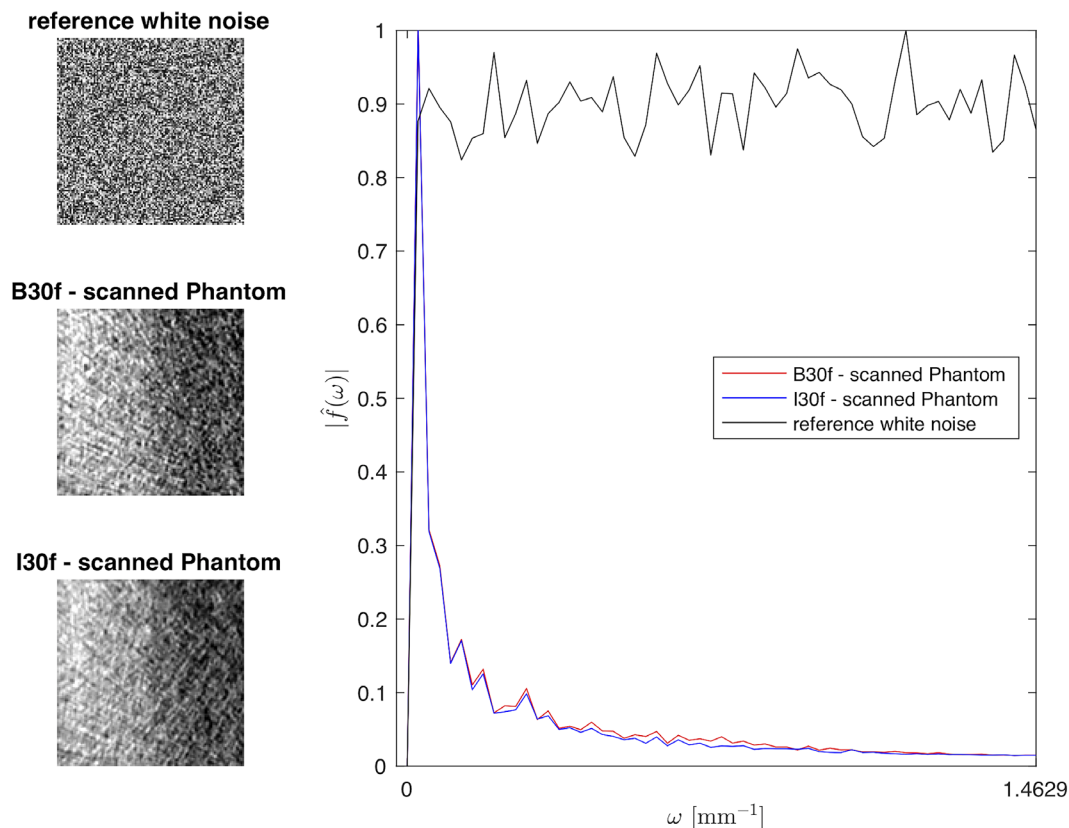 reference white noise
B30f - scanned Phantom
I30f - scanned Phantom
1
0.9
0.8
0.7
0.6
0.5
0.4
0.3
0.2
0.1
0
|f̂(ω)|
B30f - scanned Phantom
I30f - scanned Phantom
reference white noise
0
1.4629
ω [mm⁻¹]